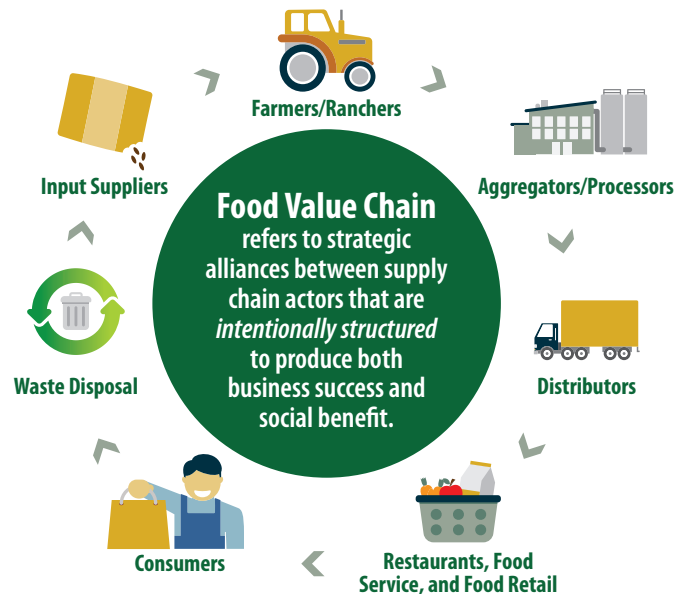 Farmers/Ranchers
Input Suppliers
Aggregators/Processors
Food Value Chain
refers to strategic
alliances between supply
chain actors that are
intentionally structured
to produce both
business success and
social benefit.
Waste Disposal
Distributors
Consumers
Restaurants, Food
Service, and Food Retail